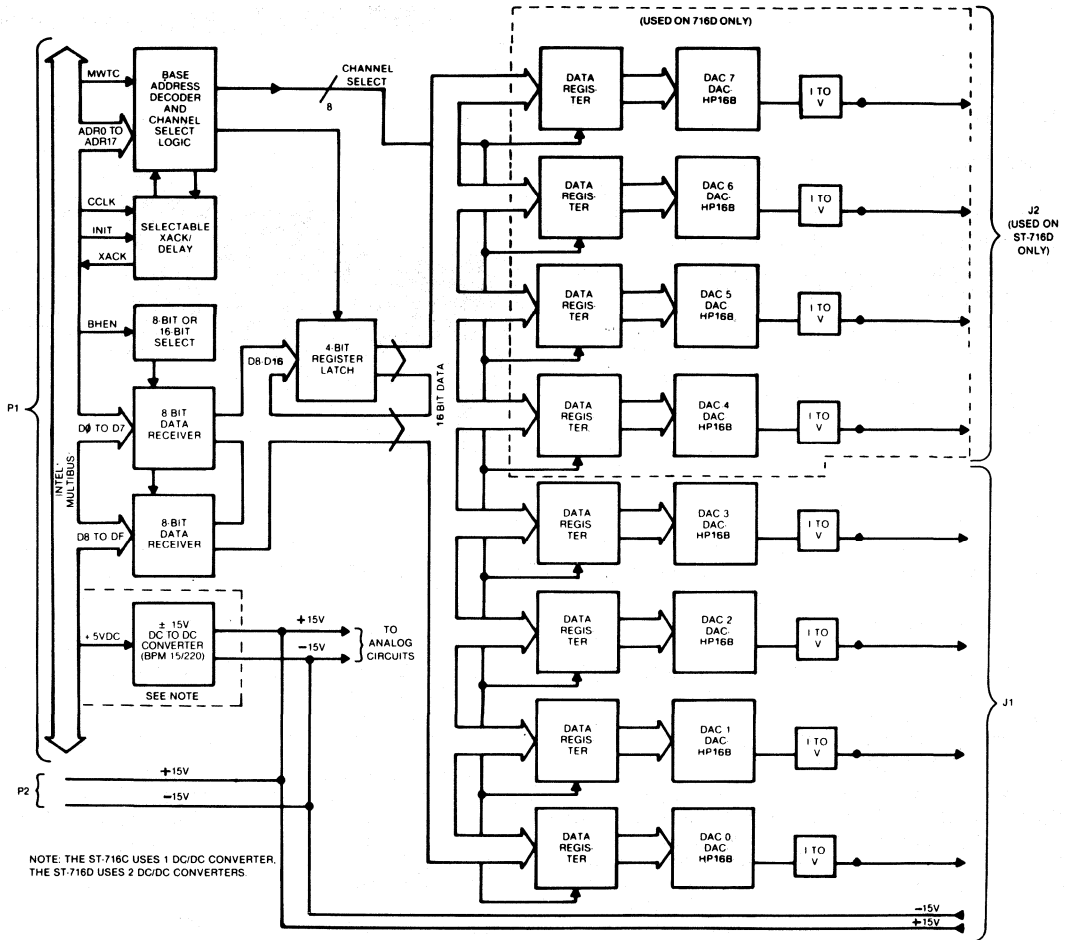 (USED ON 716D ONLY)
P1
INTEL-
MULTIBUS
MWTC
ADR0 TO
ADR17
BASE
ADDRESS
DECODER
AND
CHANNEL
SELECT
LOGIC
CHANNEL
SELECT
8
CCLK
INIT
XACK
SELECTABLE
XACK/
DELAY
BHEN
8-BIT OR
16-BIT
SELECT
D0 TO D7
8 BIT
DATA
RECEIVER
D8-D16
4-BIT
REGISTER
LATCH
D8 TO DF
8-BIT
DATA
RECEIVER
16 BIT DATA
+5VDC
± 15V
DC TO DC
CONVERTER
(BPM 15/220)
SEE NOTE
+15V
-15V
TO
ANALOG
CIRCUITS
P2
+15V
-15V
NOTE: THE ST-716C USES 1 DC/DC CONVERTER,
THE ST-716D USES 2 DC/DC CONVERTERS.
DATA
REGIS-
TER
DAC 7
DAC-
HP16B
I TO
V
DATA
REGIS-
TER
DAC 6
DAC-
HP16B
I TO
V
DATA
REGIS-
TER
DAC 5
DAC
HP16B
I TO
V
DATA
REGIS-
TER
DAC 4
DAC
HP16B
I TO
V
J2
(USED ON
ST-716D
ONLY)
DATA
REGIS
TER
DAC 3
DAC-
HP16B
I TO
V
DATA
REGIS
TER
DAC 2
DAC-
HP16B
I TO
V
DATA
REGIS-
TER
DAC 1
DAC
HP16B
I TO
V
DATA
REGIS-
TER
DAC 0
DAC
HP16B
I TO
V
J1
-15V
+15V